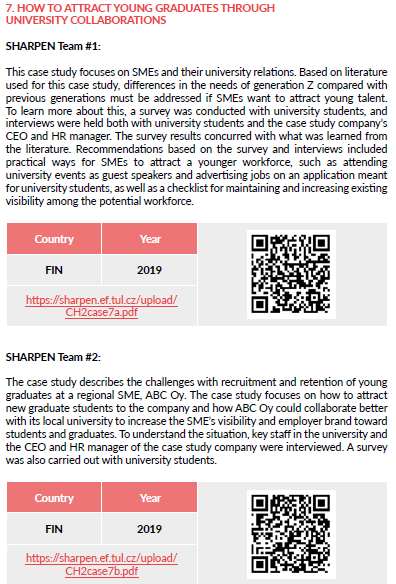 7. HOW TO ATTRACT YOUNG GRADUATES THROUGH
UNIVERSITY COLLABORATIONS
SHARPEN Team #1:
This case study focuses on SMEs and their university relations. Based on literature
used for this case study, differences in the needs of generation Z compared with
previous generations must be addressed if SMEs want to attract young talent.
To learn more about this, a survey was conducted with university students, and
interviews were held both with university students and the case study company's
CEO and HR manager. The survey results concurred with what was learned from
the literature. Recommendations based on the survey and interviews included
practical ways for SMEs to attract a younger workforce, such as attending
university events as guest speakers and advertising jobs on an application meant
for university students, as well as a checklist for maintaining and increasing existing
visibility among the potential workforce.
Country Year
FIN 2019
https://sharpen.ef.tul.cz/upload/
CH2case7a.pdf
SHARPEN Team #2:
The case study describes the challenges with recruitment and retention of young
graduates at a regional SME, ABC Oy. The case study focuses on how to attract
new graduate students to the company and how ABC Oy could collaborate better
with its local university to increase the SME's visibility and employer brand toward
students and graduates. To understand the situation, key staff in the university and
the CEO and HR manager of the case study company were interviewed. A survey
was also carried out with university students.
Country Year
FIN 2019
https://sharpen.ef.tul.cz/upload/
CH2case7b.pdf